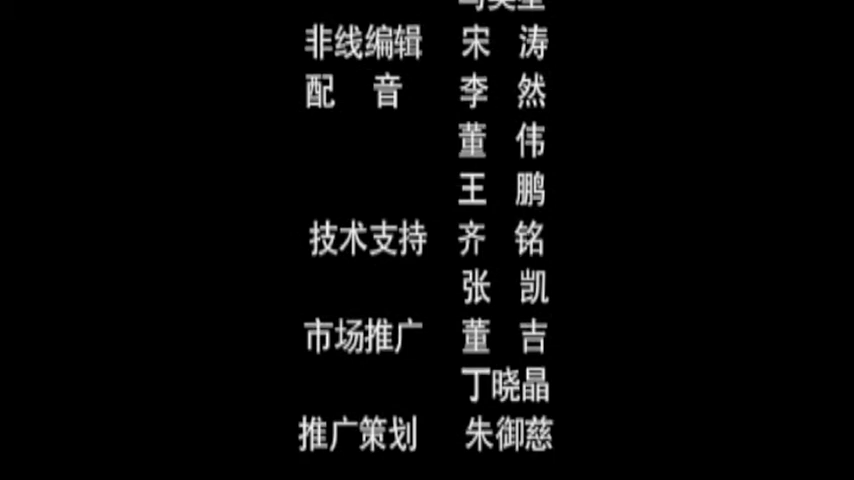 非线编辑 宋 涛
配 音 李 然
董 伟
王 鹏
技术支持 齐 铭
张 凯
市场推广 董 吉
丁晓晶
推广策划 朱御慈